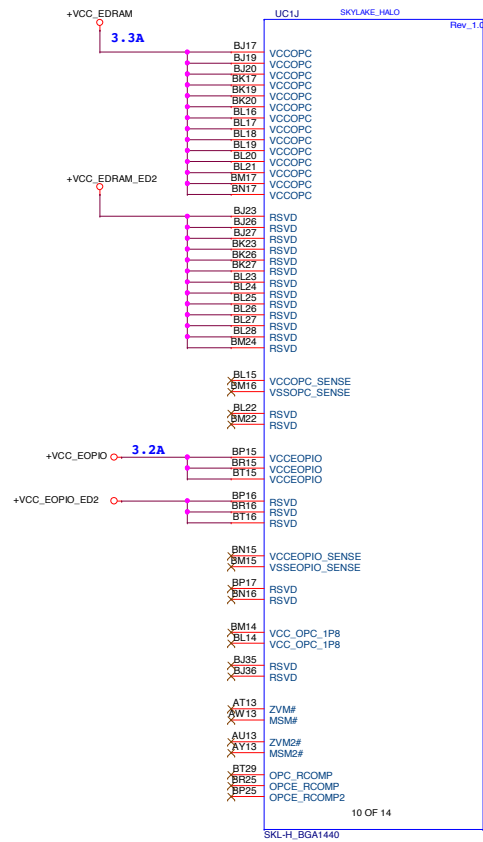 +VCC_EDRAM
UC1J
SKYLAKE_HALO
Rev_1.0
3.3A
BJ17 VCCOPC
BJ19 VCCOPC
BJ20 VCCOPC
BK17 VCCOPC
BK19 VCCOPC
BK20 VCCOPC
BL16 VCCOPC
BL17 VCCOPC
BL18 VCCOPC
BL19 VCCOPC
BL20 VCCOPC
BL21 VCCOPC
BM17 VCCOPC
BN17 VCCOPC
+VCC_EDRAM_ED2
BJ23 RSVD
BJ26 RSVD
BJ27 RSVD
BK23 RSVD
BK26 RSVD
BK27 RSVD
BL23 RSVD
BL24 RSVD
BL25 RSVD
BL26 RSVD
BL27 RSVD
BL28 RSVD
BM24 RSVD
BL15 VCCOPC_SENSE
BM16 VSSOPC_SENSE
BL22 RSVD
BM22 RSVD
+VCC_EOPIO
3.2A
BP15 VCCEOPIO
BR15 VCCEOPIO
BT15 VCCEOPIO
+VCC_EOPIO_ED2
BP16 RSVD
BR16 RSVD
BT16 RSVD
BN15 VCCEOPIO_SENSE
BM15 VSSEOPIO_SENSE
BP17 RSVD
BN16 RSVD
BM14 VCC_OPC_1P8
BL14 VCC_OPC_1P8
BJ35 RSVD
BJ36 RSVD
AT13 ZVM#
AW13 MSM#
AU13 ZVM2#
AY13 MSM2#
BT29 OPC_RCOMP
BR25 OPCE_RCOMP
BP25 OPCE_RCOMP2
10 OF 14
SKL-H_BGA1440